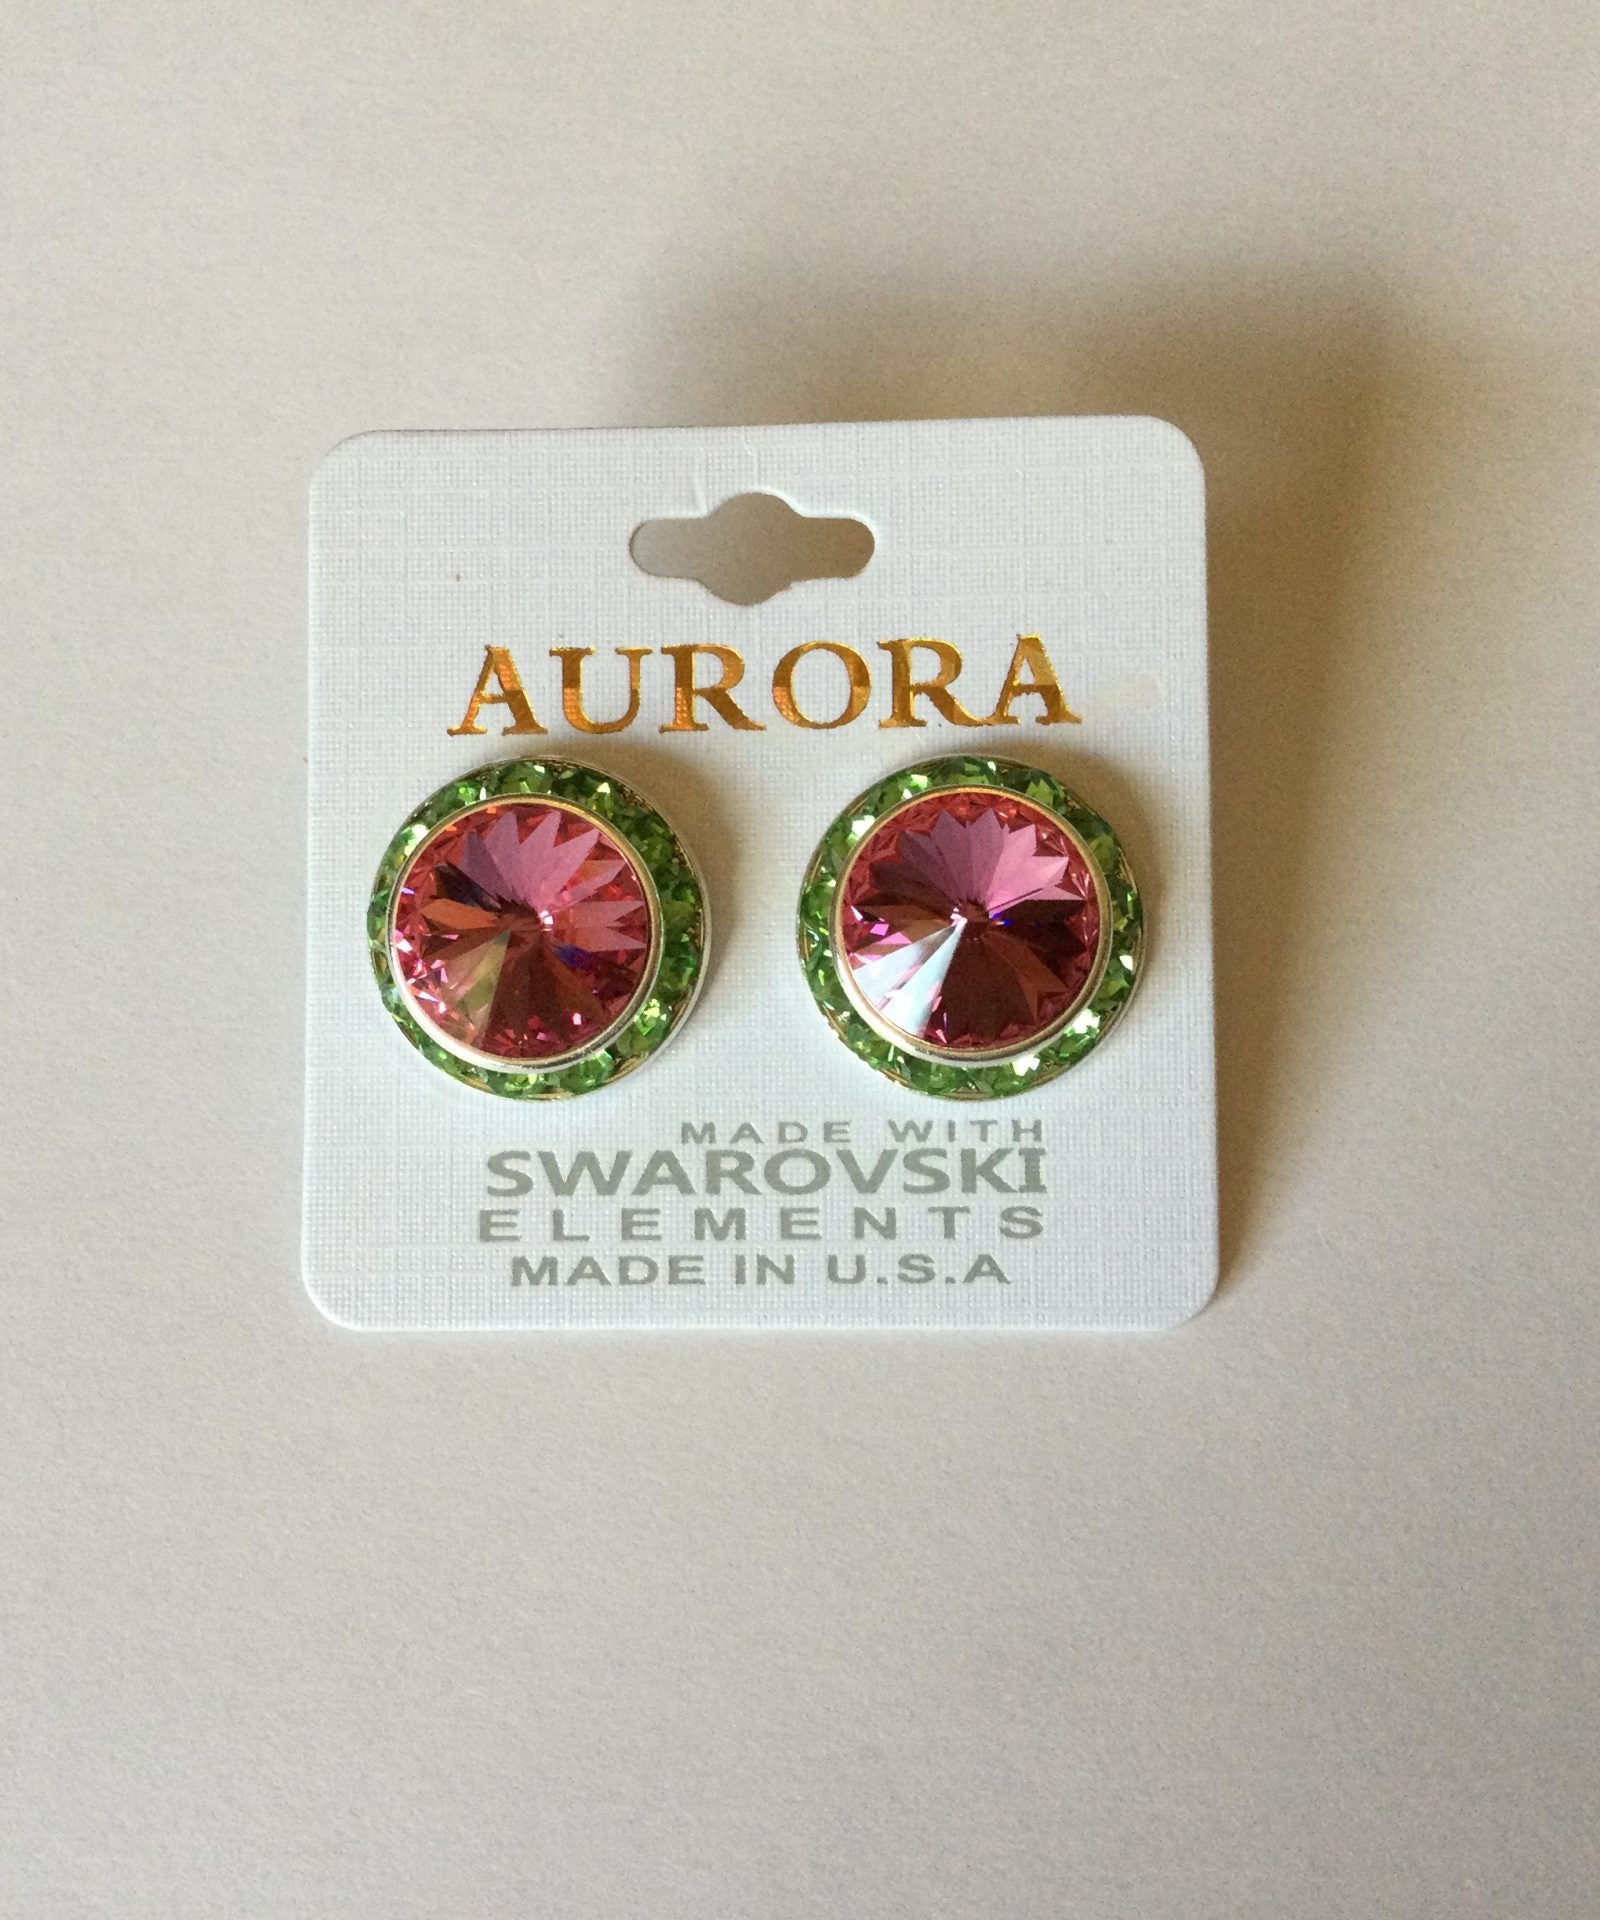 AURORA
MADE WITH
SWAROVSKI
ELEMENTS
MADE IN U.S.A